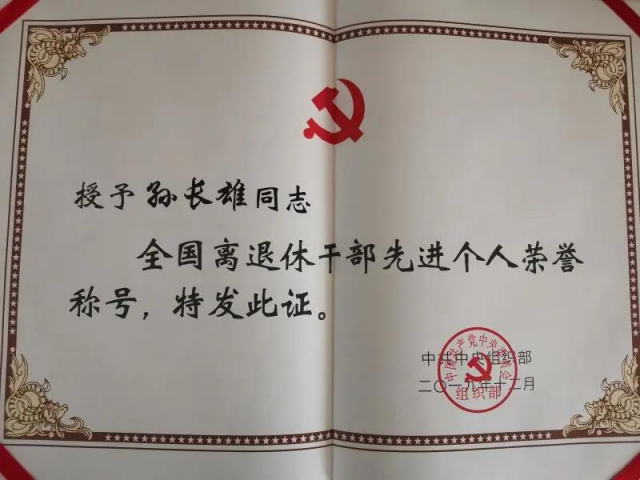 授予孙长雄同志
全国离退休干部先进个人荣誉
称号，特发此证。
中共中央组织部
二〇一九年十二月
中国共产党中央委员会
组织部